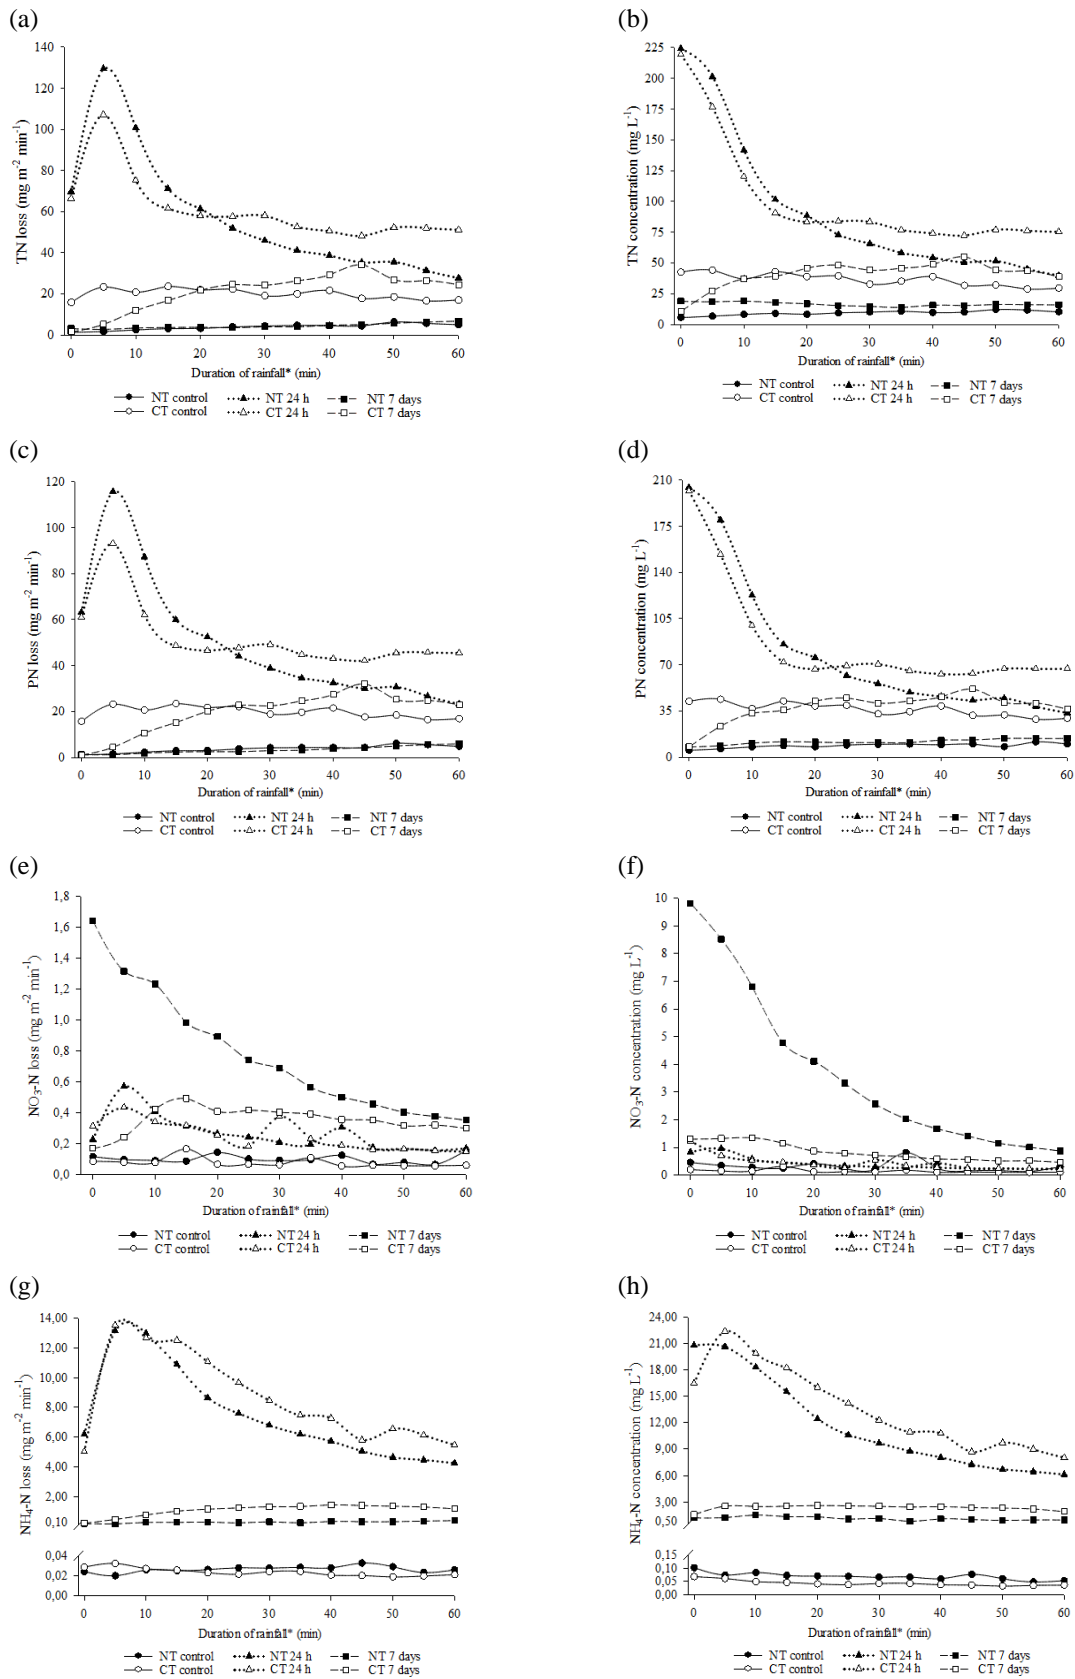 (a)
TN loss (mg m⁻² min⁻¹)
140
120
100
80
60
40
20
0
0 10 20 30 40 50 60
Duration of rainfall* (min)
NT control NT 24 h NT 7 days
CT control CT 24 h CT 7 days
(b)
TN concentration (mg L⁻¹)
225
200
175
150
125
100
75
50
25
0
0 10 20 30 40 50 60
Duration of rainfall* (min)
NT control NT 24 h NT 7 days
CT control CT 24 h CT 7 days
(c)
PN loss (mg m⁻² min⁻¹)
120
100
80
60
40
20
0
0 10 20 30 40 50 60
Duration of rainfall* (min)
NT control NT 24 h NT 7 days
CT control CT 24 h CT 7 days
(d)
PN concentration (mg L⁻¹)
210
175
140
105
70
35
0
0 10 20 30 40 50 60
Duration of rainfall* (min)
NT control NT 24 h NT 7 days
CT control CT 24 h CT 7 days
(e)
NO₃-N loss (mg m⁻² min⁻¹)
1,8
1,6
1,4
1,2
1,0
0,8
0,6
0,4
0,2
0,0
0 10 20 30 40 50 60
Duration of rainfall* (min)
NT control NT 24 h NT 7 days
CT control CT 24 h CT 7 days
(f)
NO₃-N concentration (mg L⁻¹)
10
9
8
7
6
5
4
3
2
1
0
0 10 20 30 40 50 60
Duration of rainfall* (min)
NT control NT 24 h NT 7 days
CT control CT 24 h CT 7 days
(g)
NH₄-N loss (mg m⁻² min⁻¹)
14,00
12,00
10,00
8,00
6,00
4,00
2,00
0,10
0,04
0,02
0,00
0 10 20 30 40 50 60
Duration of rainfall* (min)
NT control NT 24 h NT 7 days
CT control CT 24 h CT 7 days
(h)
NH₄-N concentration (mg L⁻¹)
24,00
21,00
18,00
15,00
12,00
9,00
6,00
3,00
0,50
0,15
0,10
0,05
0,00
0 10 20 30 40 50 60
Duration of rainfall* (min)
NT control NT 24 h NT 7 days
CT control CT 24 h CT 7 days